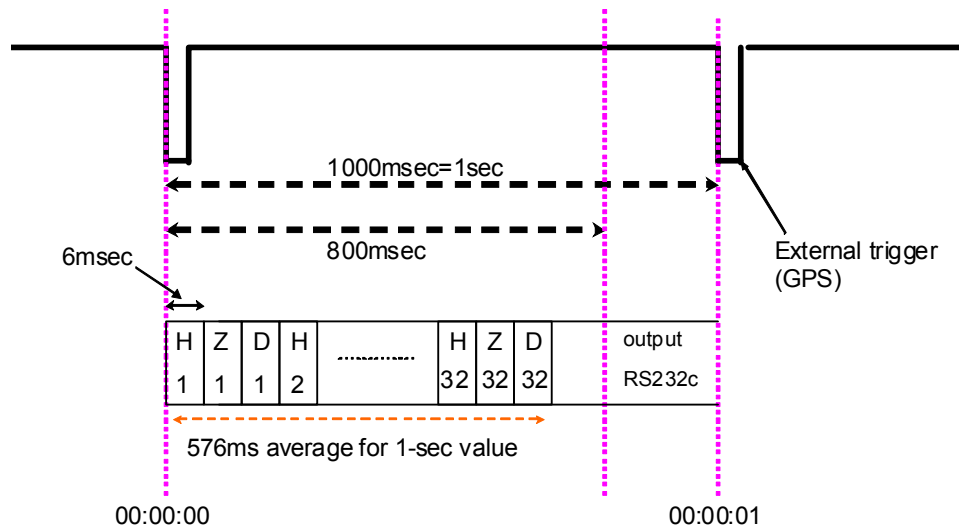 1000msec=1sec
800msec
6msec
External trigger
(GPS)
H Z D H H Z D output
1 1 1 2 ............ 32 32 32 RS232c
576ms average for 1-sec value
00:00:00 00:00:01